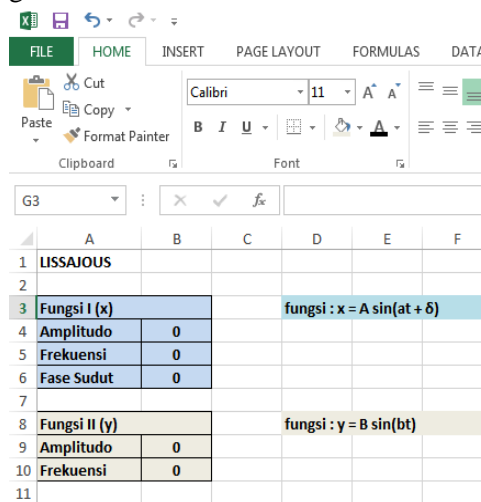 FILE HOME INSERT PAGE LAYOUT FORMULAS DATA
Paste
Cut
Copy
Format Painter
Clipboard
Calibri 11 A A
B I U A
Font
G3 fx
A B C D E F
1 LISSAJOUS
2
3 Fungsi I (x) fungsi : x = A sin(at + δ)
4 Amplitudo 0
5 Frekuensi 0
6 Fase Sudut 0
7
8 Fungsi II (y) fungsi : y = B sin(bt)
9 Amplitudo 0
10 Frekuensi 0
11